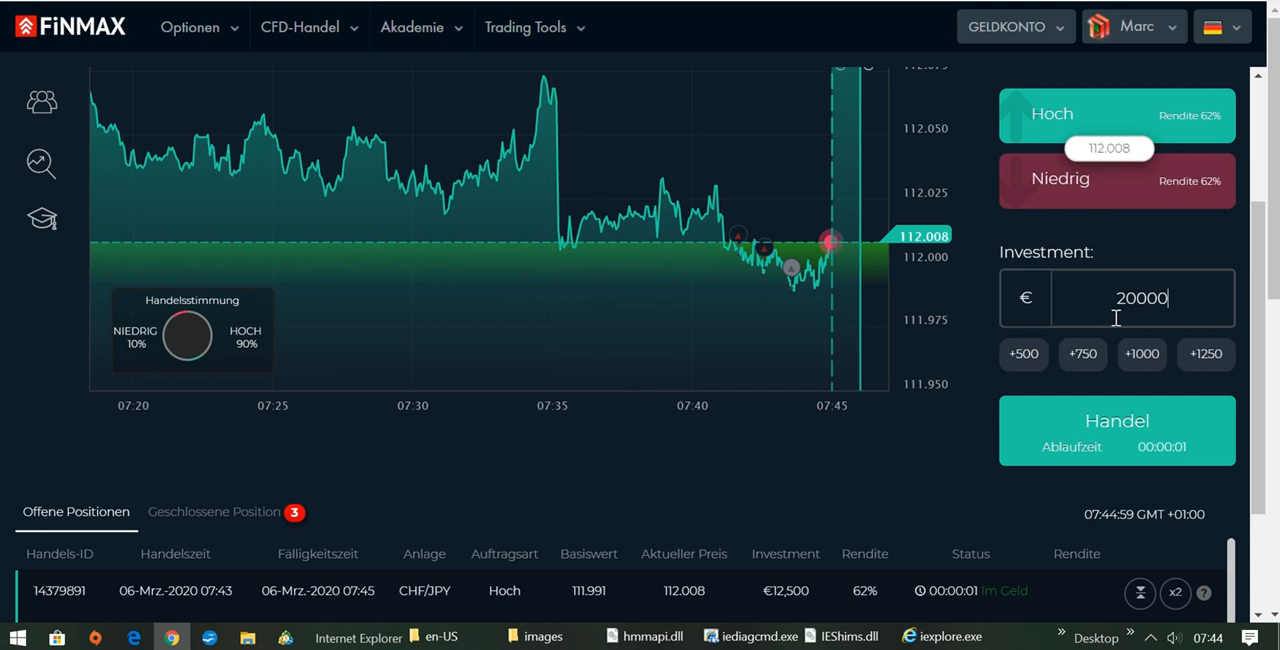 FiNMAX
Optionen
CFD-Handel
Akademie
Trading Tools
GELDKONTO
Marc
112.050
112.025
112.008
112.000
111.975
111.950
Handelsstimmung
NIEDRIG
10%
HOCH
90%
07:20
07:25
07:30
07:35
07:40
07:45
Hoch
Rendite 62%
112.008
Niedrig
Rendite 62%
Investment:
€
20000
+500
+750
+1000
+1250
Handel
Ablaufzeit 00:00:01
Offene Positionen
Geschlossene Position 3
07:44:59 GMT +01:00
Handels-ID Handelszeit Fälligkeitszeit Anlage Auftragsart Basiswert Aktueller Preis Investment Rendite Status Rendite
14379891 06-Mrz.-2020 07:43 06-Mrz.-2020 07:45 CHF/JPY Hoch 111.991 112.008 €12,500 62% 00:00:01 Im Geld x2 ?
Internet Explorer en-US images hmmapi.dll iediagcmd.exe IEShims.dll iexplore.exe » Desktop » 07:44